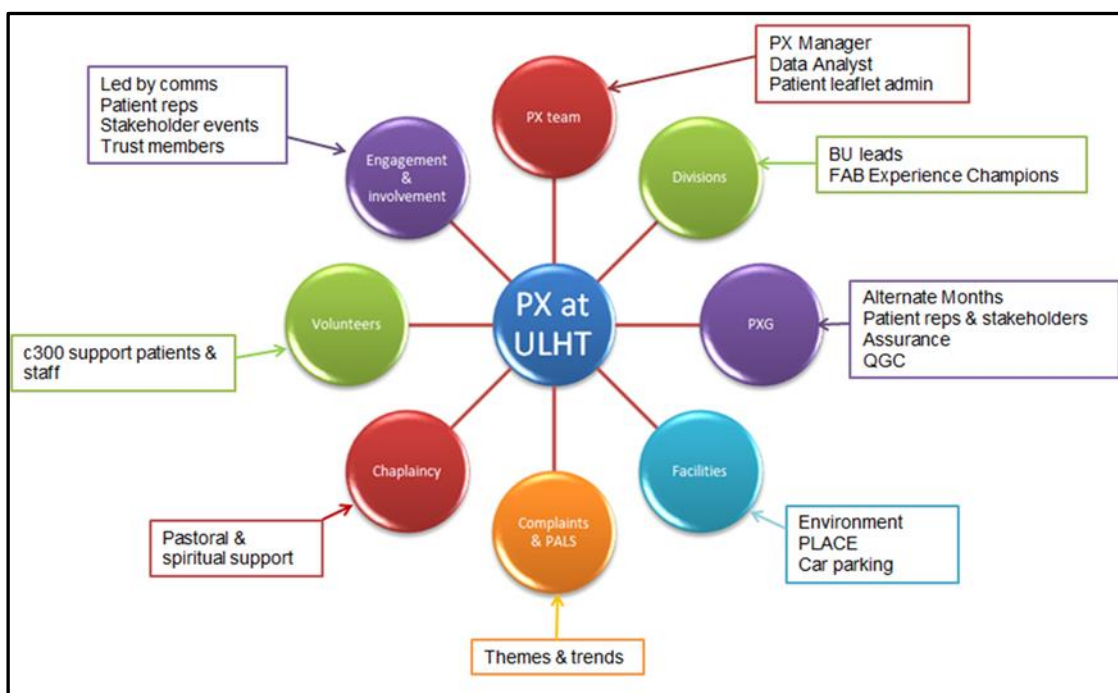 PX Manager
Data Analyst
Patient leaflet admin
Led by comms
Patient reps
Stakeholder events
Trust members
PX team
Engagement
&
involvement
Divisions
BU leads
FAB Experience Champions
PX at
ULHT
Volunteers
PXG
Alternate Months
Patient reps & stakeholders
Assurance
QGC
c300 support patients &
staff
Chaplaincy
Facilities
Complaints
& PALS
Pastoral &
spiritual support
Environment
PLACE
Car parking
Themes & trends